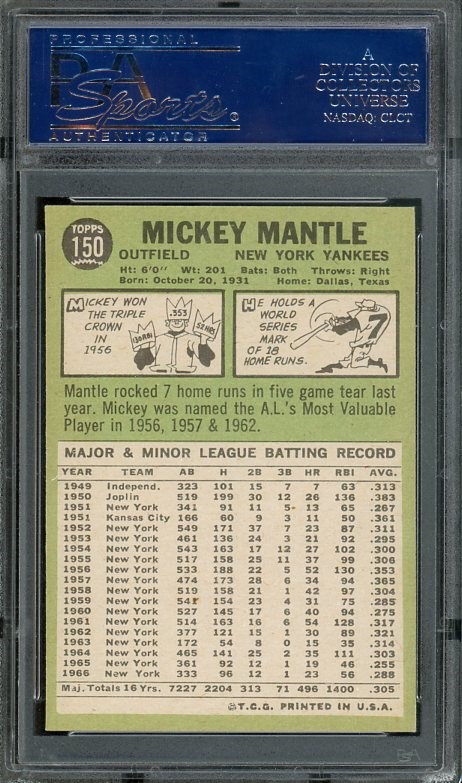 PROFESSIONAL
PSA
Sports®
AUTHENTICATOR
A
DIVISION OF
COLLECTORS
UNIVERSE
NASDAQ: CLCT
TOPPS
150
MICKEY MANTLE
OUTFIELD NEW YORK YANKEES
Ht: 6'0" Wt: 201 Bats: Both Throws: Right
Born: October 20, 1931 Home: Dallas, Texas
MICKEY WON
THE TRIPLE
CROWN
IN
1956
.353
130RBI
52 HRS
HE HOLDS A
WORLD
SERIES
MARK
OF 18
HOME RUNS.
7
Mantle rocked 7 home runs in five game tear last
year. Mickey was named the A.L.'s Most Valuable
Player in 1956, 1957 & 1962.
MAJOR & MINOR LEAGUE BATTING RECORD
YEAR TEAM AB H 2B 3B HR RBI AVG.
1949 Independ. 323 101 15 7 7 63 .313
1950 Joplin 519 199 30 12 26 136 .383
1951 New York 341 91 11 5 13 65 .267
1951 Kansas City 166 60 9 3 11 50 .361
1952 New York 549 171 37 7 23 87 .311
1953 New York 461 136 24 3 21 92 .295
1954 New York 543 163 17 12 27 102 .300
1955 New York 517 158 25 11 37 99 .306
1956 New York 533 188 22 5 52 130 .353
1957 New York 474 173 28 6 34 94 .365
1958 New York 519 158 21 1 42 97 .304
1959 New York 541 154 23 4 31 75 .285
1960 New York 527 145 17 6 40 94 .275
1961 New York 514 163 16 6 54 128 .317
1962 New York 377 121 15 1 30 89 .321
1963 New York 172 54 8 0 15 35 .314
1964 New York 465 141 25 2 35 111 .303
1965 New York 361 92 12 1 19 46 .255
1966 New York 333 96 12 1 23 56 .288
Maj. Totals 16 Yrs. 7227 2204 313 71 496 1400 .305
©T.C.G. PRINTED IN U.S.A.
PSA